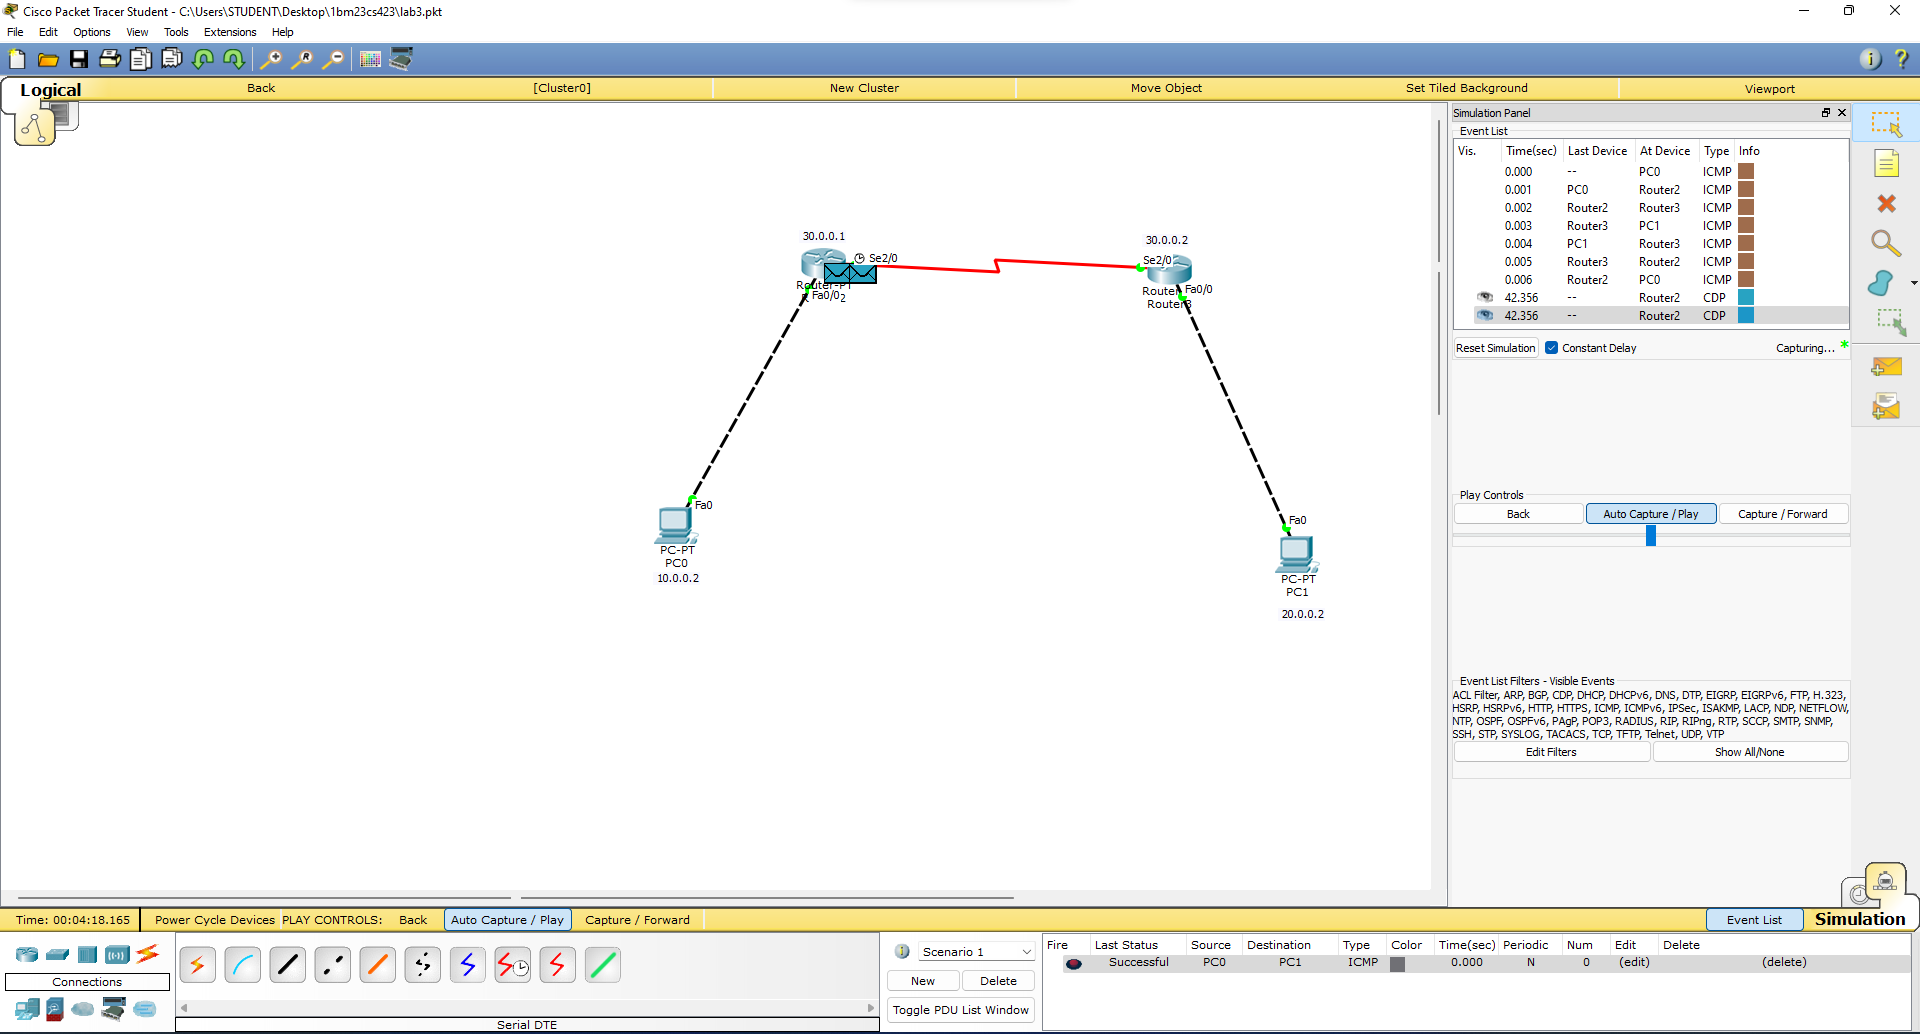 Cisco Packet Tracer Student - C:\Users\STUDENT\Desktop\1bm23cs423\lab3.pkt
File Edit Options View Tools Extensions Help
Logical Back [Cluster0] New Cluster Move Object Set Tiled Background Viewport
30.0.0.1
Se2/0
Router-PT
Fa0/0 2
30.0.0.2
Se2/0
Fa0/0
Router
Router3
Fa0
PC-PT
PC0
10.0.0.2
Fa0
PC-PT
PC1
20.0.0.2
Simulation Panel
Event List
Vis. Time(sec) Last Device At Device Type Info
0.000 -- PC0 ICMP
0.001 PC0 Router2 ICMP
0.002 Router2 Router3 ICMP
0.003 Router3 PC1 ICMP
0.004 PC1 Router3 ICMP
0.005 Router3 Router2 ICMP
0.006 Router2 PC0 ICMP
42.356 -- Router2 CDP
42.356 -- Router2 CDP
Reset Simulation Constant Delay Capturing... *
Play Controls
Back Auto Capture / Play Capture / Forward
Event List Filters - Visible Events
ACL Filter, ARP, BGP, CDP, DHCP, DHCPv6, DNS, DTP, EIGRP, EIGRPv6, FTP, H.323,
HSRP, HSRPv6, HTTP, HTTPS, ICMP, ICMPv6, IPSec, ISAKMP, LACP, NDP, NETFLOW,
NTP, OSPF, OSPFv6, PAgP, POP3, RADIUS, RIP, RIPng, RTP, SCCP, SMTP, SNMP,
SSH, STP, SYSLOG, TACACS, TCP, TFTP, Telnet, UDP, VTP
Edit Filters Show All/None
Time: 00:04:18.165 Power Cycle Devices PLAY CONTROLS: Back Auto Capture / Play Capture / Forward Event List Simulation
Connections
Serial DTE
Scenario 1
New Delete
Toggle PDU List Window
Fire Last Status Source Destination Type Color Time(sec) Periodic Num Edit Delete
Successful PC0 PC1 ICMP 0.000 N 0 (edit) (delete)